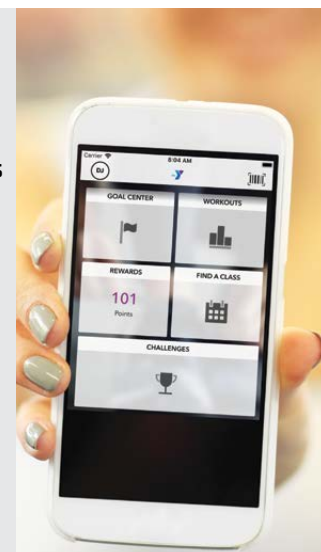 s
Carrier 8:04 AM
DJ
Y
GOAL CENTER WORKOUTS
REWARDS FIND A CLASS
101
Points
CHALLENGES